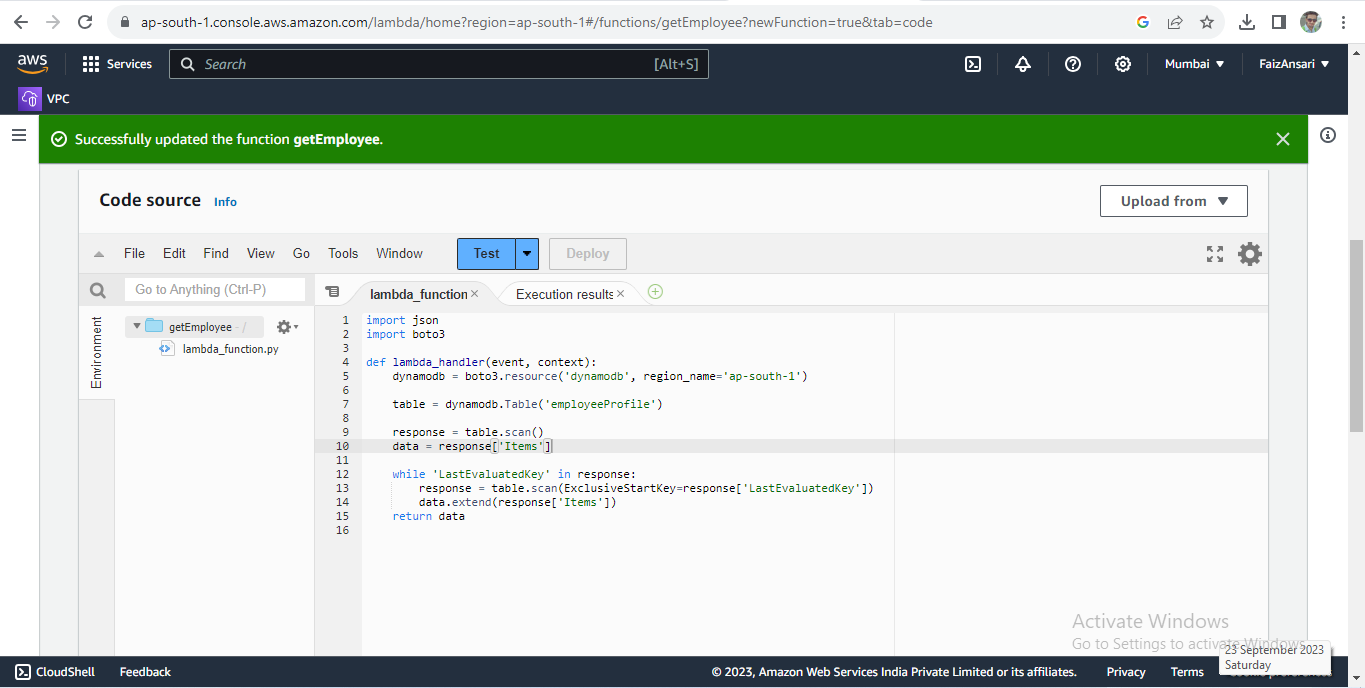 ap-south-1.console.aws.amazon.com/lambda/home?region=ap-south-1#/functions/getEmployee?newFunction=true&tab=code
aws
Services
Search
[Alt+S]
Mumbai ▼
FaizAnsari ▼
VPC
Successfully updated the function getEmployee.
Code source Info
Upload from ▼
File Edit Find View Go Tools Window Test Deploy
Go to Anything (Ctrl-P)
lambda_function × Execution results ×
Environment
getEmployee - /
lambda_function.py
1 import json
2 import boto3
3
4 def lambda_handler(event, context):
5 dynamodb = boto3.resource('dynamodb', region_name='ap-south-1')
6
7 table = dynamodb.Table('employeeProfile')
8
9 response = table.scan()
10 data = response['Items']
11
12 while 'LastEvaluatedKey' in response:
13 response = table.scan(ExclusiveStartKey=response['LastEvaluatedKey'])
14 data.extend(response['Items'])
15 return data
16
Activate Windows
Go to Settings to activate Windows.
23 September 2023
Saturday
CloudShell Feedback © 2023, Amazon Web Services India Private Limited or its affiliates. Privacy Terms